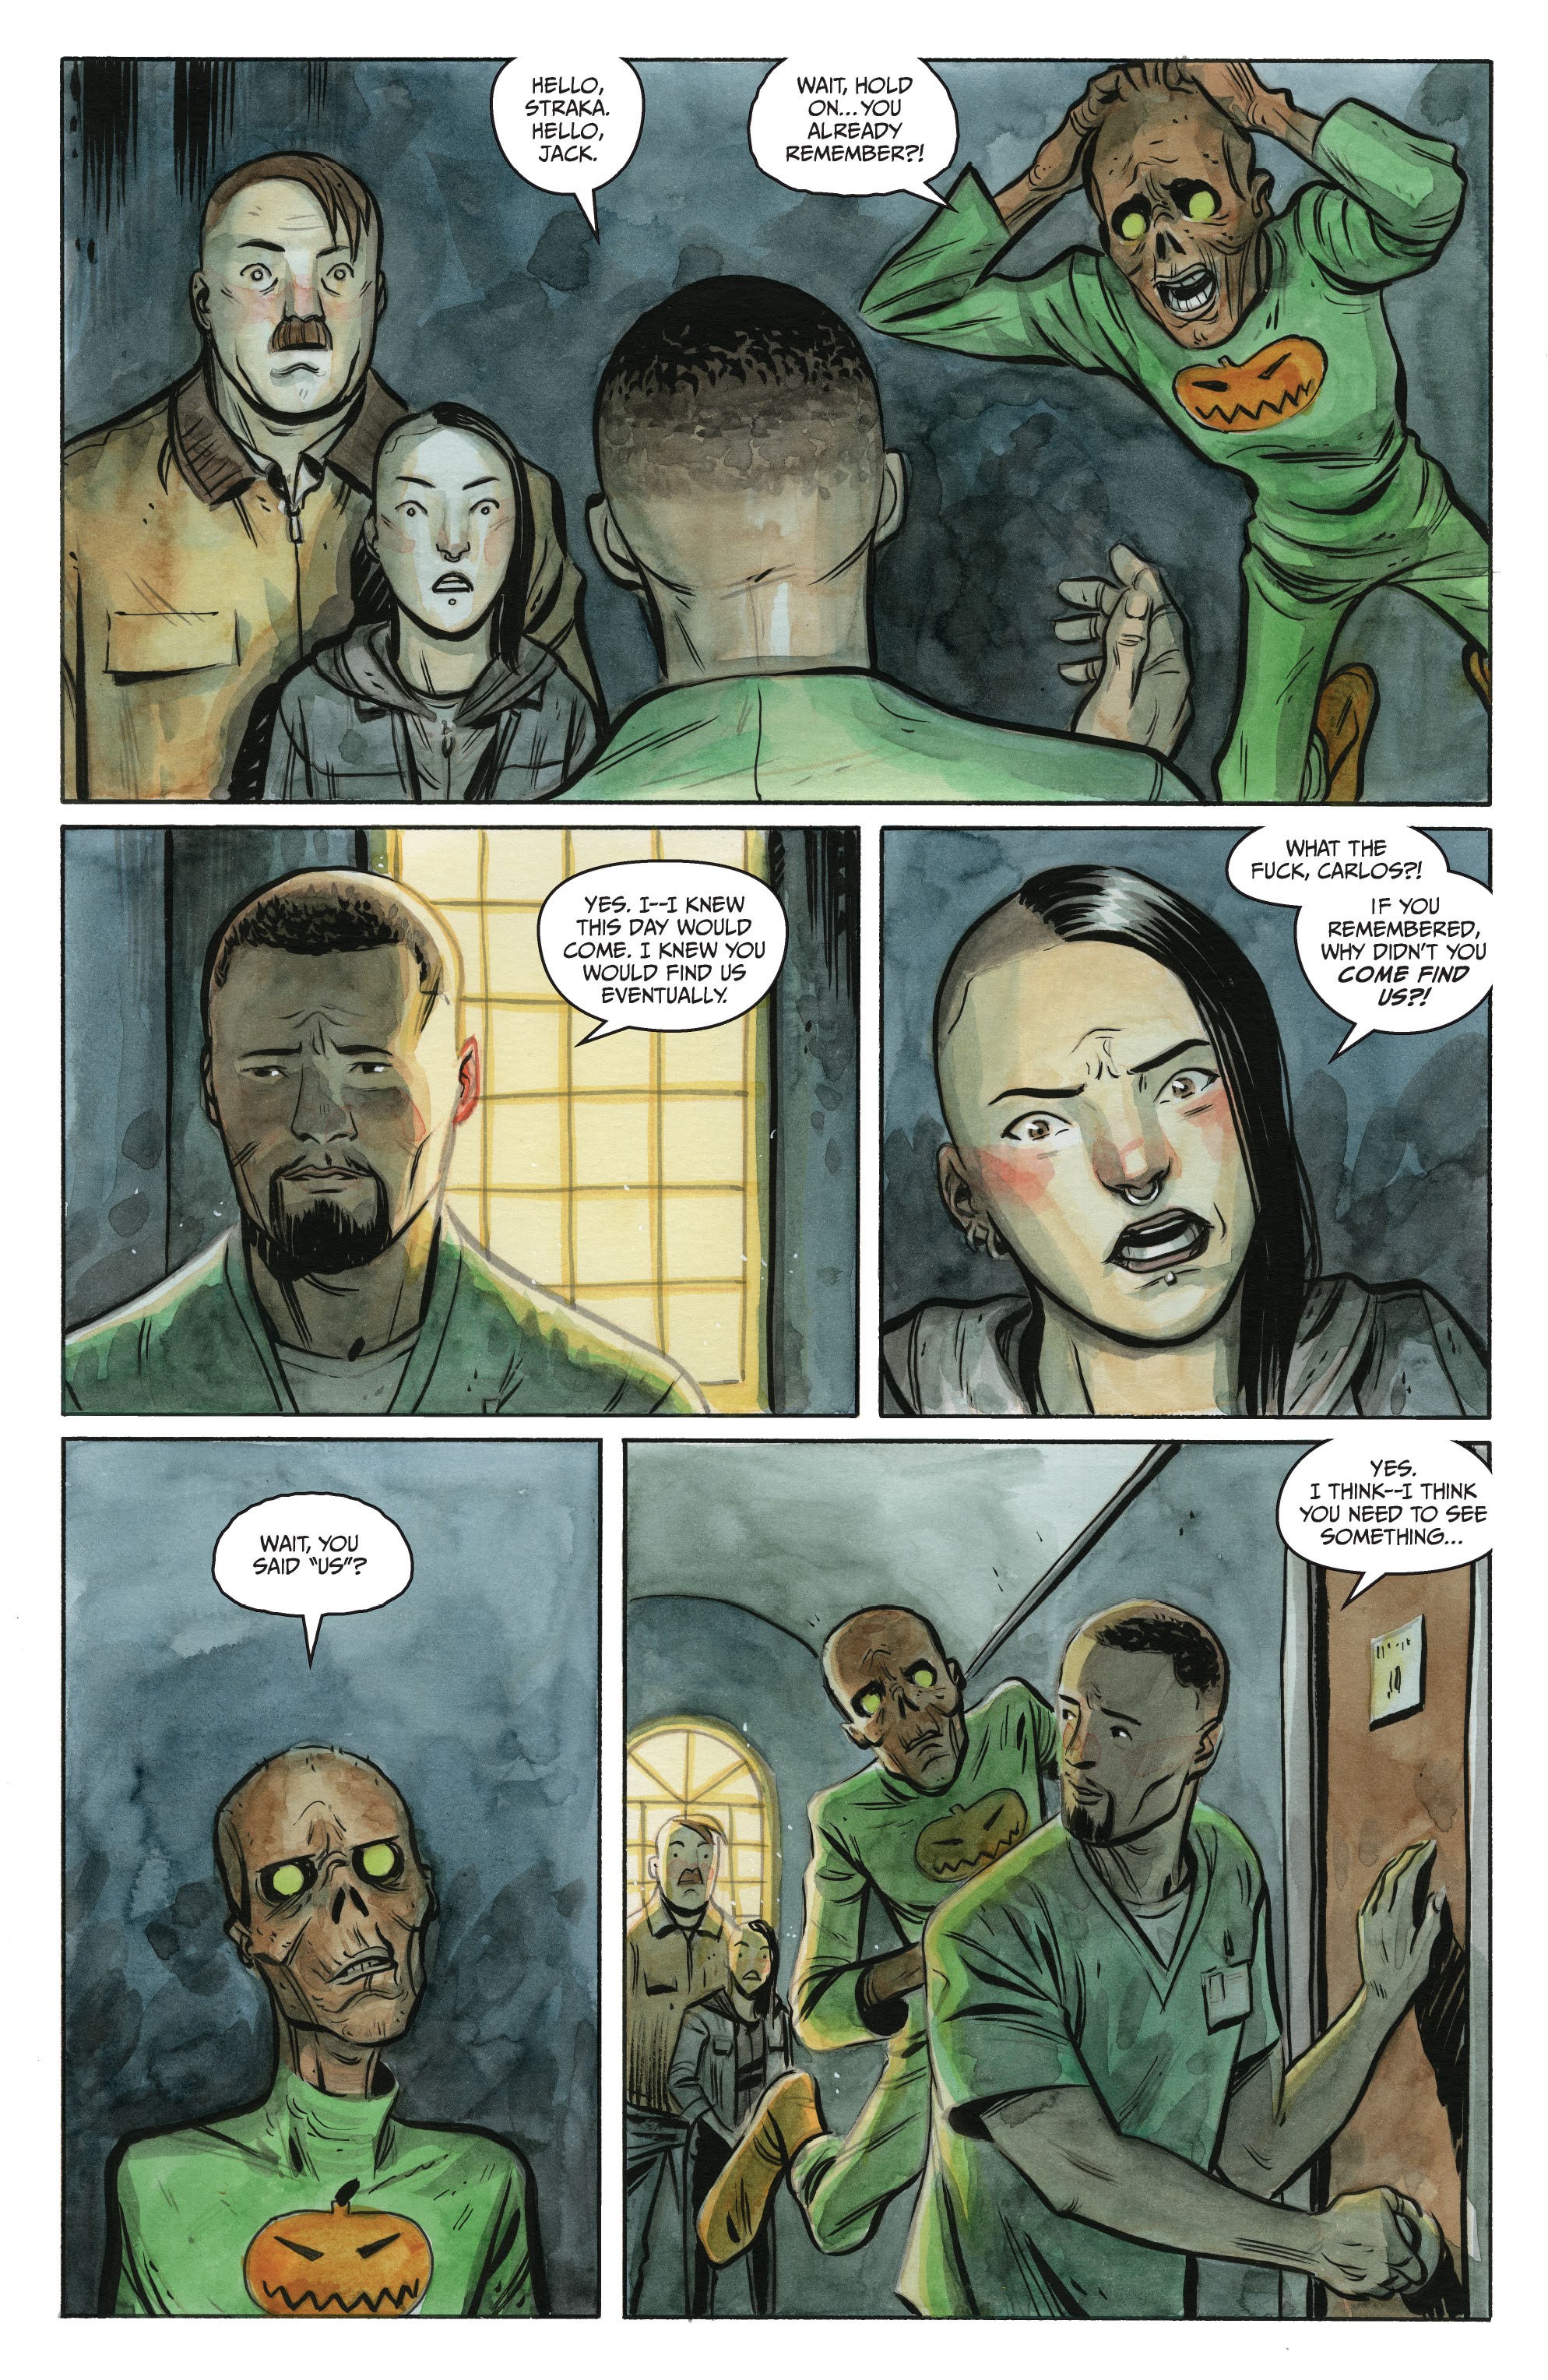 HELLO,
STRAKA.
HELLO,
JACK.
WAIT, HOLD
ON...YOU
ALREADY
REMEMBER?!
YES. I--I KNEW
THIS DAY WOULD
COME. I KNEW YOU
WOULD FIND US
EVENTUALLY.
WHAT THE
FUCK, CARLOS?!
IF YOU
REMEMBERED,
WHY DIDN'T YOU
COME FIND
US?!
WAIT, YOU
SAID "US"?
YES.
I THINK--I THINK
YOU NEED TO SEE
SOMETHING...